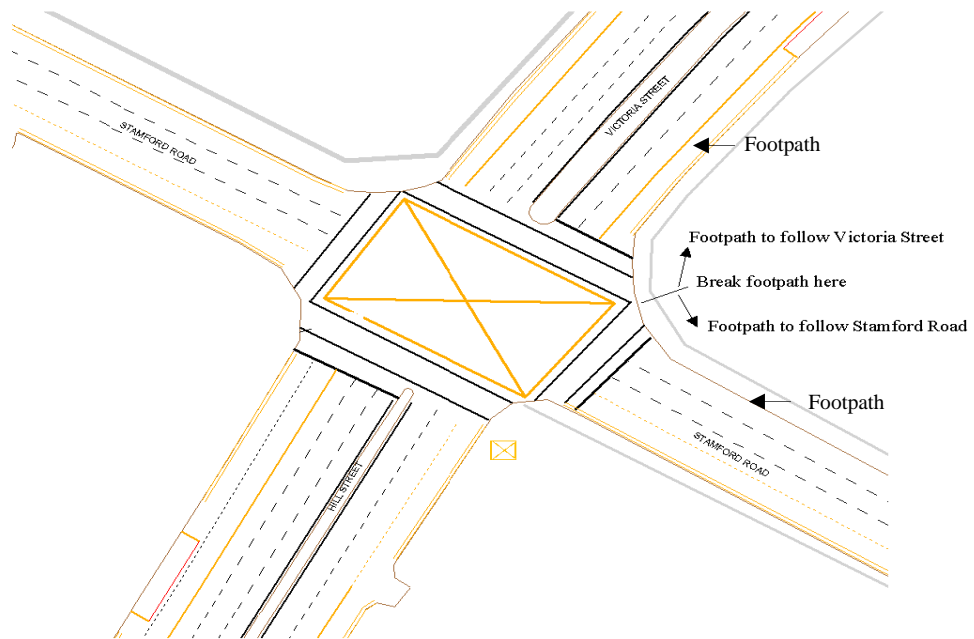 VICTORIA STREET
STAMFORD ROAD
Footpath
Footpath to follow Victoria Street
Break footpath here
Footpath to follow Stamford Road
Footpath
STAMFORD ROAD
HILL STREET